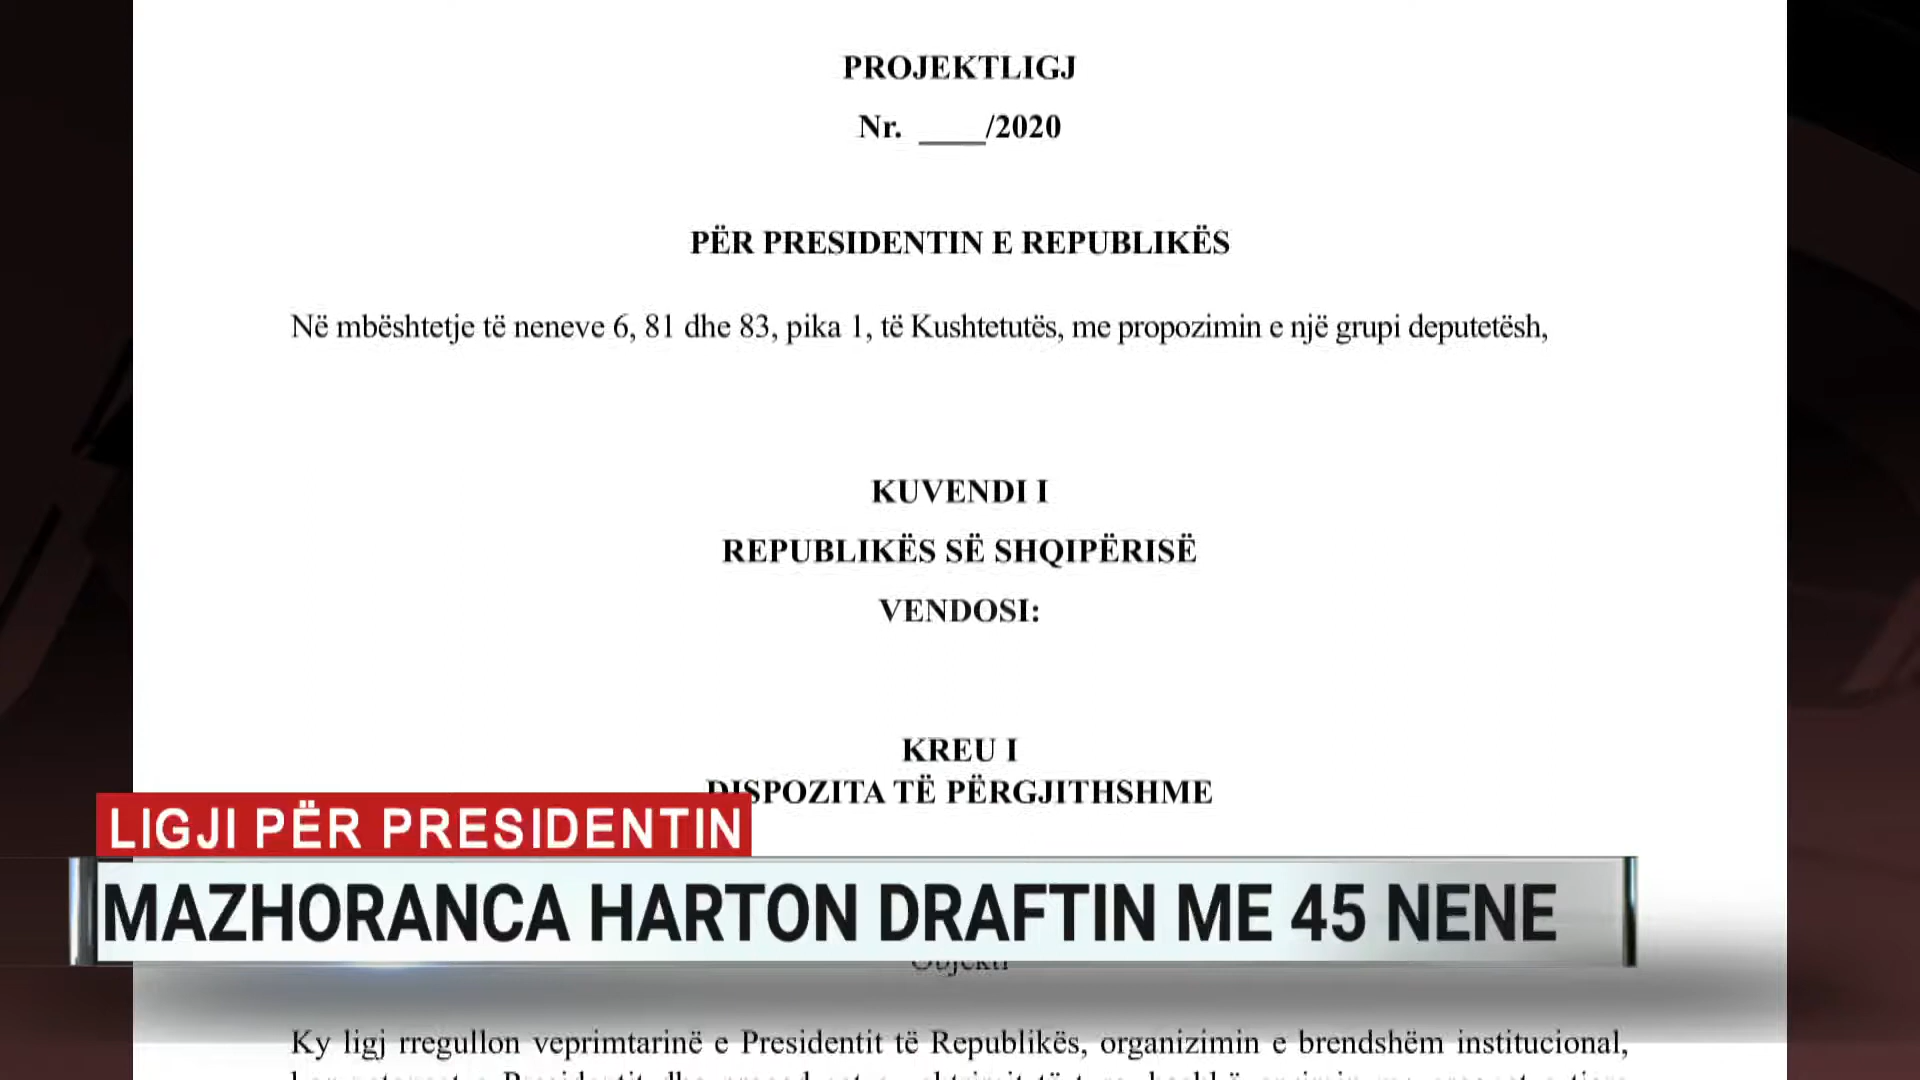 PROJEKTLIGJ
Nr. ____/2020
PËR PRESIDENTIN E REPUBLIKËS
Në mbështetje të neneve 6, 81 dhe 83, pika 1, të Kushtetutës, me propozimin e një grupi deputetësh,
KUVENDI I
REPUBLIKËS SË SHQIPËRISË
VENDOSI:
KREU I
DISPOZITA TË PËRGJITHSHME
LIGJI PËR PRESIDENTIN
MAZHORANCA HARTON DRAFTIN ME 45 NENE
Objekti
Ky ligj rregullon veprimtarinë e Presidentit të Republikës, organizimin e brendshëm institucional,